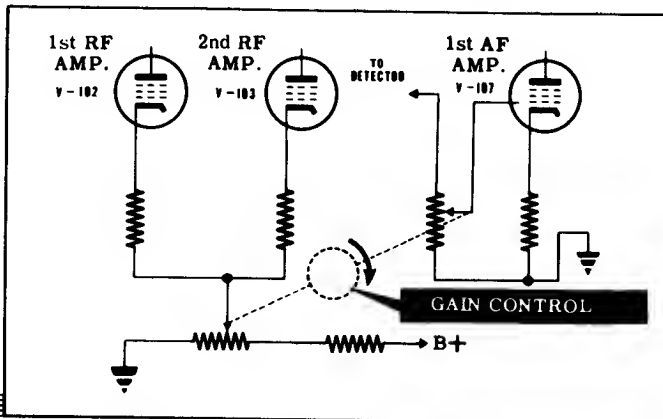 1st RF
AMP.
V-102
2nd RF
AMP.
V-103
TO
DETECTOR
1st AF
AMP.
V-107
GAIN CONTROL
B+